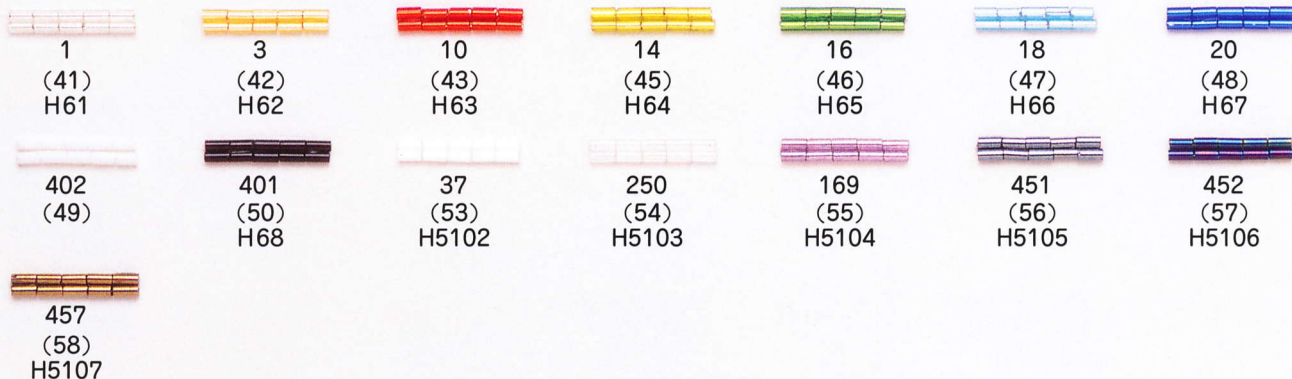 1
(41)
H61
3
(42)
H62
10
(43)
H63
14
(45)
H64
16
(46)
H65
18
(47)
H66
20
(48)
H67
402
(49)
401
(50)
H68
37
(53)
H5102
250
(54)
H5103
169
(55)
H5104
451
(56)
H5105
452
(57)
H5106
457
(58)
H5107